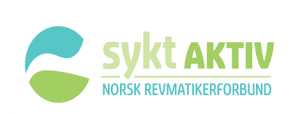 sykt AKTIV
NORSK REVMATIKERFORBUND